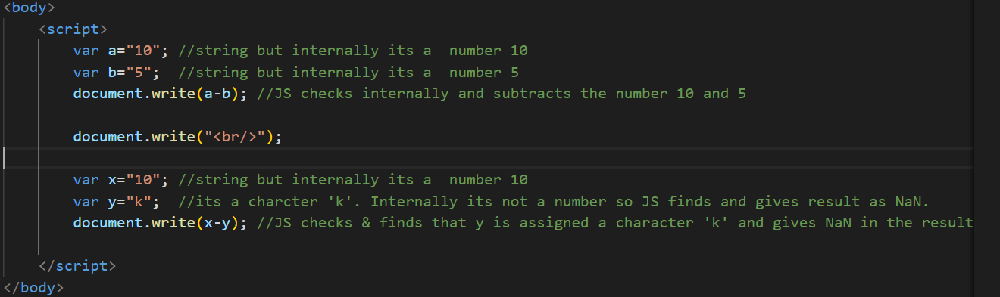 <body>
<script>
var a="10"; //string but internally its a  number 10
var b="5";  //string but internally its a  number 5
document.write(a-b); //JS checks internally and subtracts the number 10 and 5
document.write("<br/>");
var x="10"; //string but internally its a  number 10
var y="k";  //its a charcter 'k'. Internally its not a number so JS finds and gives result as NaN.
document.write(x-y); //JS checks & finds that y is assigned a character 'k' and gives NaN in the result
</script>
</body>